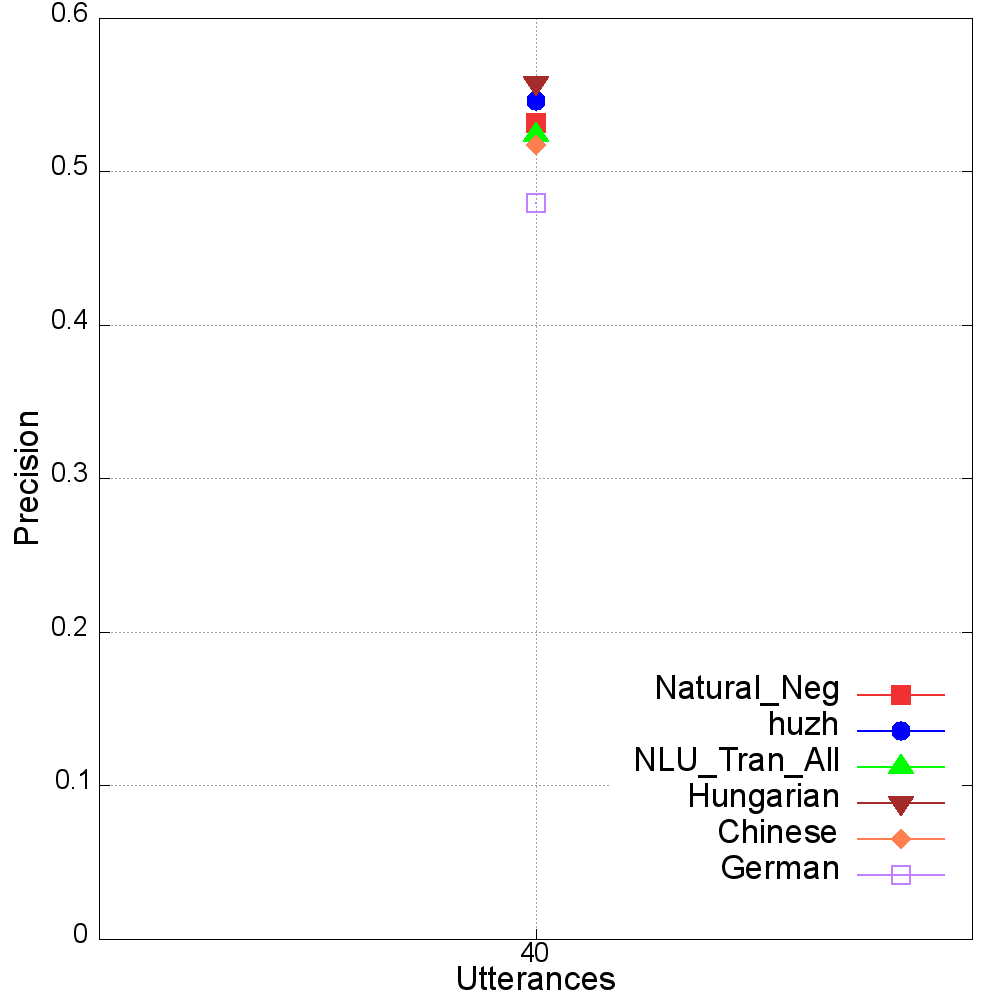 0.6
0.5
0.4
0.3
0.2
0.1
0
Precision
40
Utterances
Natural_Neg
huzh
NLU_Tran_All
Hungarian
Chinese
German